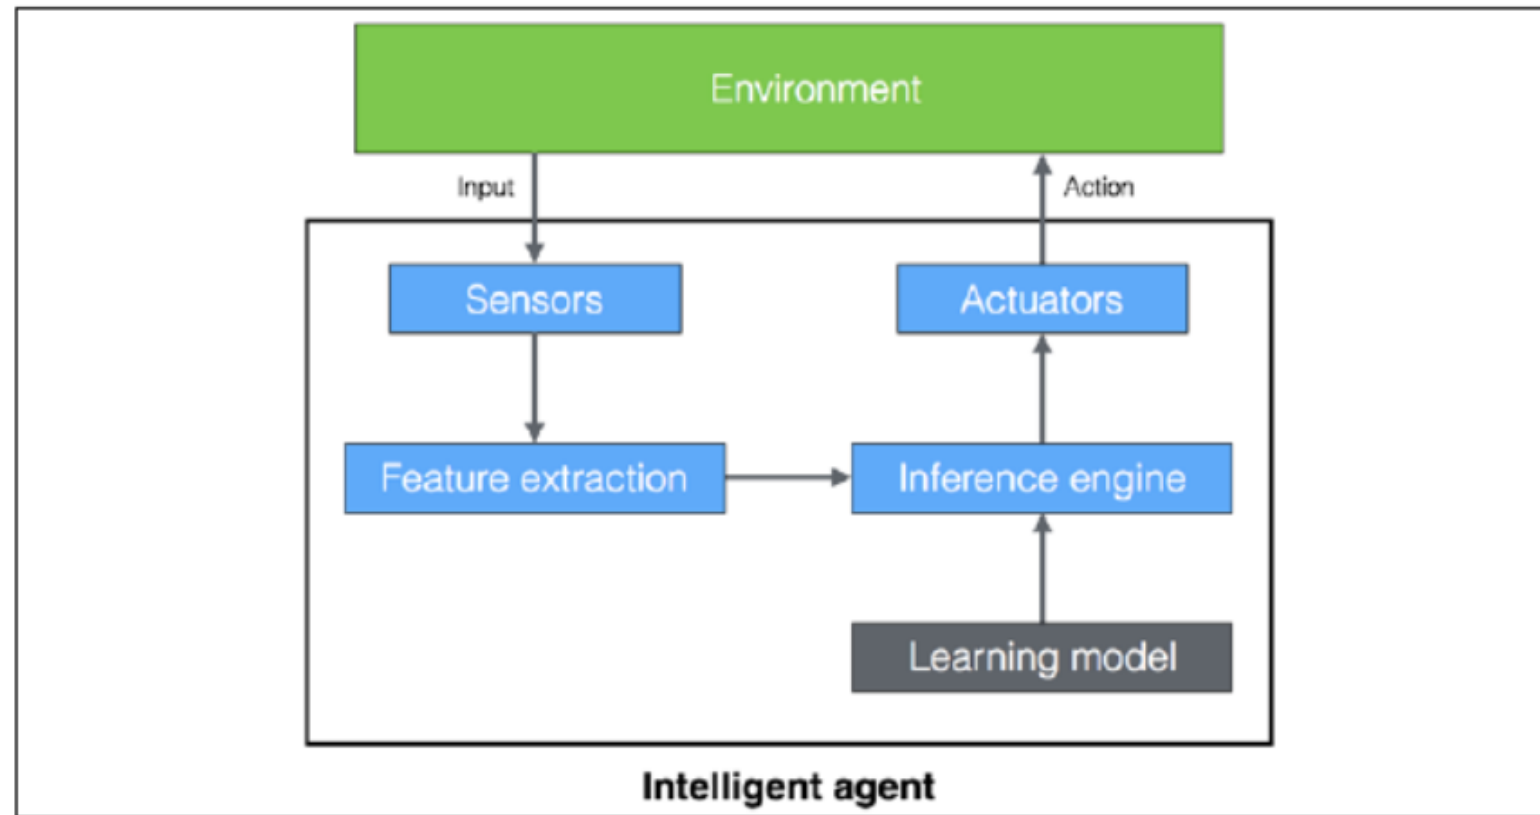 Environment
Input
Action
Sensors
Actuators
Feature extraction
Inference engine
Learning model
Intelligent agent